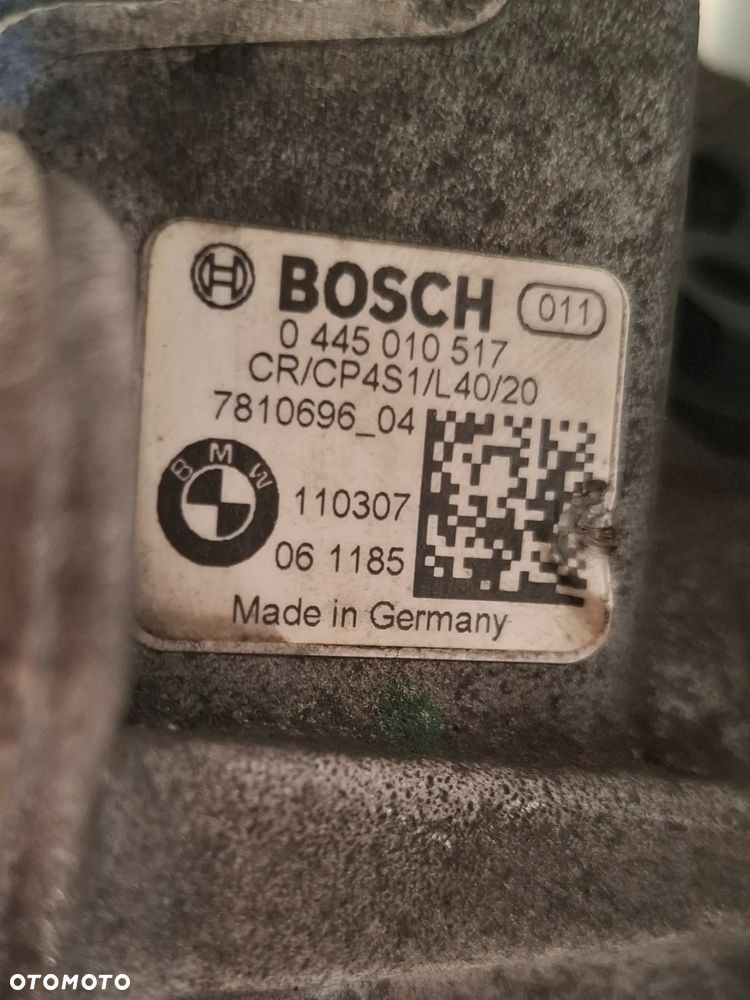 BOSCH 011
0 445 010 517
CR/CP4S1/L40/20
7810696_04
BMW
110307
06 1185
Made in Germany
OTOMOTO